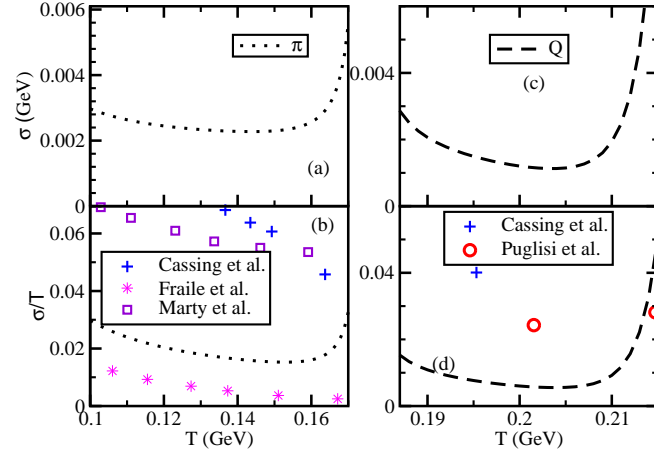 0.006
0.004
0.002
0
σ (GeV)
π
(a)
0.004
Q
(c)
0
0.06
0.04
0.02
0
σ/T
(b)
Cassing et al.
Fraile et al.
Marty et al.
0.1 0.12 0.14 0.16
T (GeV)
0.04
0
Cassing et al.
Puglisi et al.
(d)
0.19 0.2 0.21
T (GeV)